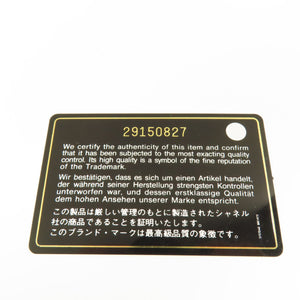 29150827
We certify the authenticity of this item and confirm
that it has been subjected to the most exacting quality
control. Its high quality is a symbol of the fine reputation
of the Trademark.
Wir bestätigen, dass es sich um einen Artikel handelt,
der während seiner Herstellung strengsten Kontrollen
unterworfen war, und dessen erstklassige Qualität
dem hohen Ansehen unserer Marke entspricht.
この製品は厳しい管理のもとに製造されたシャネル
社の商品であることを証明いたします。
このブランド・マークは最高級品質の象徴です。